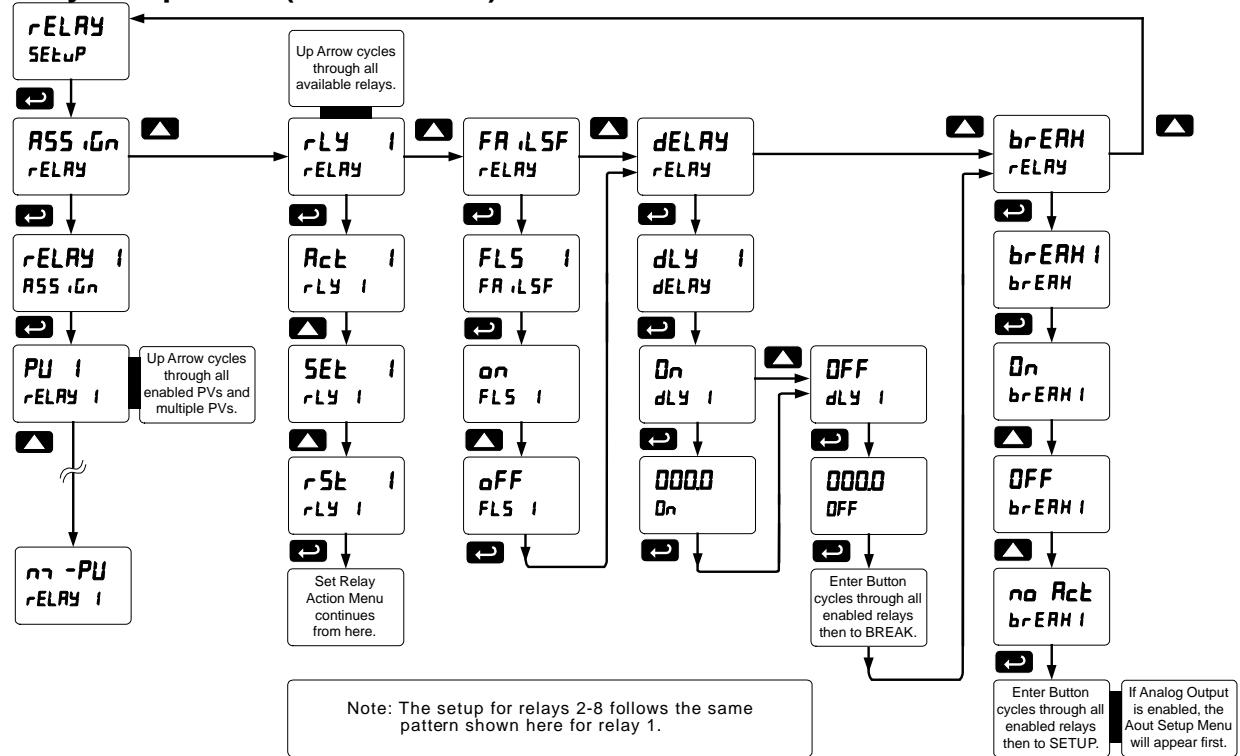 rELAY
SEtuP
ASSiGn
rELAY
rELAY 1
ASSiGn
PV 1
rELAY 1
Up Arrow cycles
through all
enabled PVs and
multiple PVs.
m -PV
rELAY 1
Up Arrow cycles
through all
available relays.
rLY 1
rELAY
Act 1
rLY 1
SEt 1
rLY 1
rSt 1
rLY 1
Set Relay
Action Menu
continues
from here.
FAiLSF
rELAY
FLS 1
FAiLSF
on
FLS 1
oFF
FLS 1
dELAY
rELAY
dLY 1
dELAY
On
dLY 1
000.0
On
OFF
dLY 1
000.0
OFF
Enter Button
cycles through all
enabled relays
then to BREAK.
brEAK
rELAY
brEAK 1
brEAK
On
brEAK 1
OFF
brEAK 1
no Act
brEAK 1
Enter Button
cycles through all
enabled relays
then to SETUP.
If Analog Output
is enabled, the
Aout Setup Menu
will appear first.
Note: The setup for relays 2-8 follows the same
pattern shown here for relay 1.